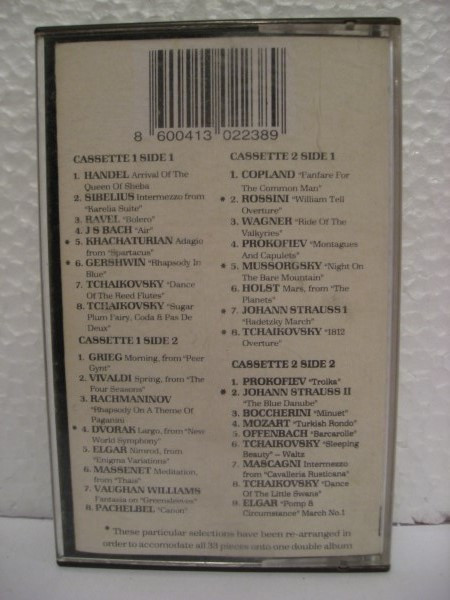 8 600413 022389
CASSETTE 1 SIDE 1
1. HANDEL Arrival Of The
Queen Of Sheba
2. SIBELIUS Intermezzo from
"Karelia Suite"
3. RAVEL "Bolero"
4. J S BACH "Air"
• 5. KHACHATURIAN Adagio
from "Spartacus"
• 6. GERSHWIN "Rhapsody In
Blue"
7. TCHAIKOVSKY "Dance
Of The Reed Flutes"
8. TCHAIKOVSKY "Sugar
Plum Fairy, Coda & Pas De
Deux"
CASSETTE 1 SIDE 2
1. GRIEG Morning, from "Peer
Gynt"
2. VIVALDI Spring, from "The
Four Seasons"
3. RACHMANINOV
"Rhapsody On A Theme Of
Paganini
• 4. DVORAK Largo, from "New
World Symphony"
5. ELGAR Nimrod, from
"Enigma Variations"
6. MASSENET Meditation,
from "Thais"
7. VAUGHAN WILLIAMS
Fantasia on "Greensleeves"
8. PACHELBEL "Canon"
CASSETTE 2 SIDE 1
1. COPLAND "Fanfare For
The Common Man"
• 2. ROSSINI "William Tell
Overture"
3. WAGNER "Ride Of The
Valkyries"
4. PROKOFIEV "Montagues
And Capulets
• 5. MUSSORGSKY "Night On
The Bare Mountain"
6. HOLST Mars, from "The
Planets"
• 7. JOHANN STRAUSS 1
"Radetzky March"
• 8. TCHAIKOVSKY "1812
Overture"
CASSETTE 2 SIDE 2
1. PROKOFIEV "Troika"
• 2. JOHANN STRAUSS II
"The Blue Danube"
3. BOCCHERINI "Minuet"
4. MOZART "Turkish Rondo"
5. OFFENBACH "Barcarolle"
6. TCHAIKOVSKY "Sleeping
Beauty" – Waltz
7. MASCAGNI Intermezzo
from "Cavalleria Rusticana"
8. TCHAIKOVSKY "Dance
Of The Little Swans"
9. ELGAR "Pomp &
Circumstance" March No.1
• These particular selections have been re-arranged in
order to accomodate all 33 pieces onto one double album